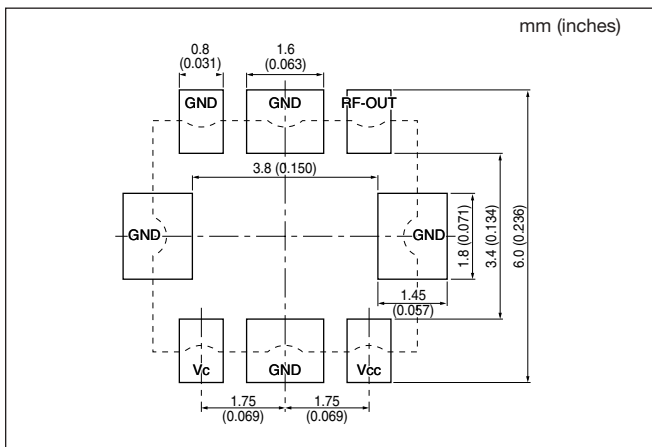 mm (inches)
0.8
(0.031)
1.6
(0.063)
GND
GND
RF-OUT
3.8 (0.150)
GND
GND
1.8 (0.071)
3.4 (0.134)
6.0 (0.236)
1.45
(0.057)
Vc
GND
Vcc
1.75
(0.069)
1.75
(0.069)